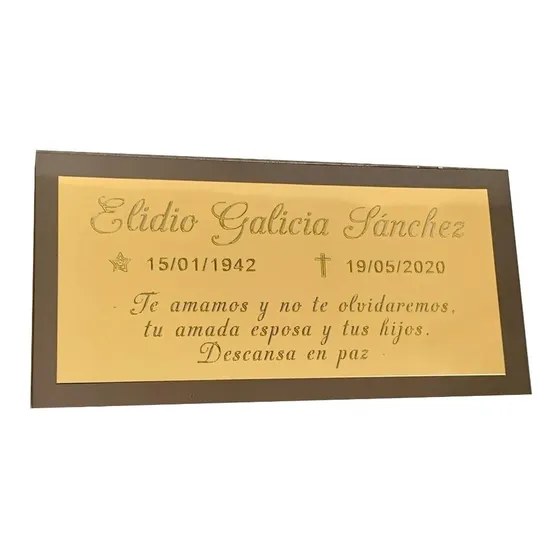 Elidio Galicia Sánchez
15/01/1942 19/05/2020
Te amamos y no te olvidaremos,
tu amada esposa y tus hijos.
Descansa en paz